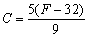 C = 5(F − 32) / 9